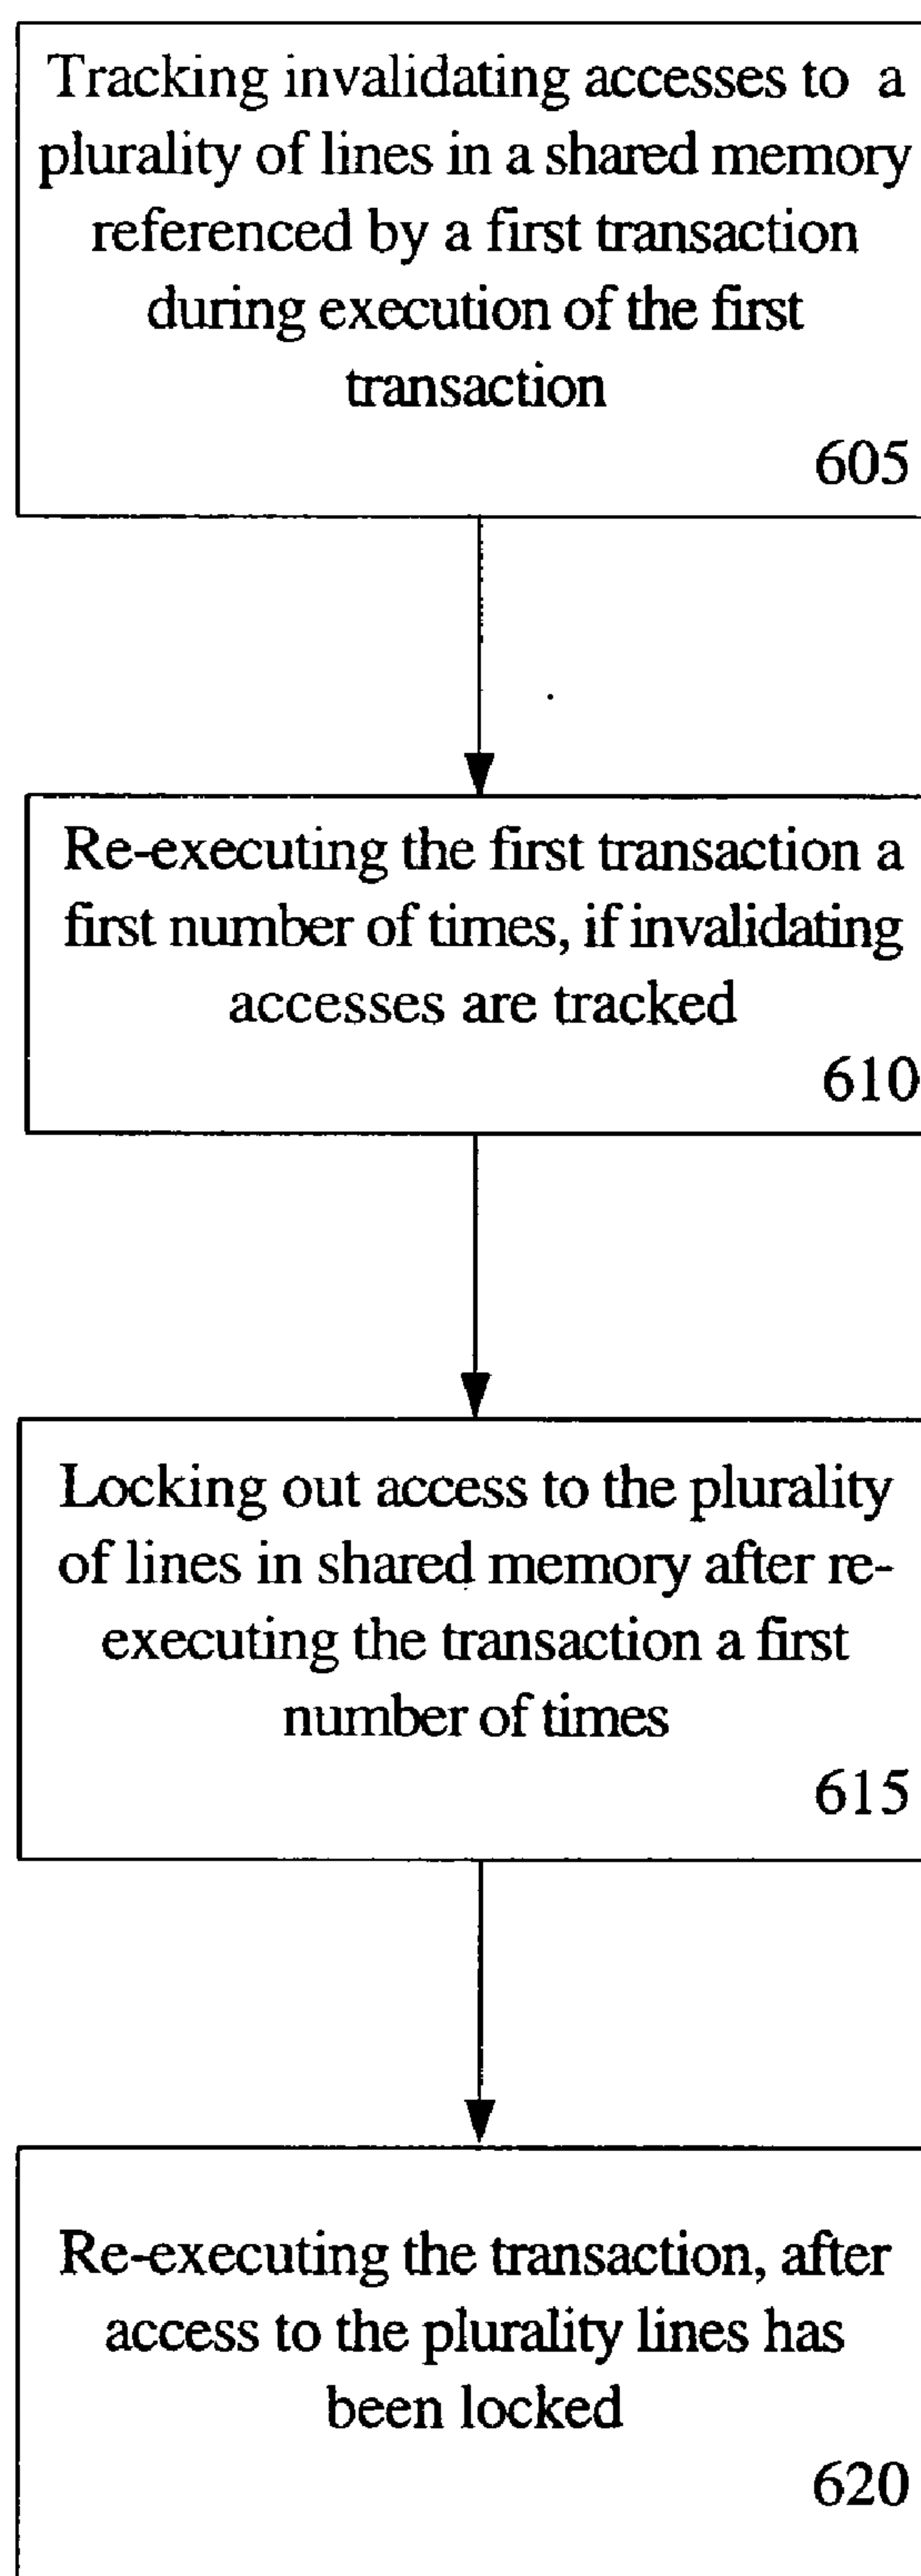 Tracking invalidating accesses to a
plurality of lines in a shared memory
referenced by a first transaction
during execution of the first
transaction
605
Re-executing the first transaction a
first number of times, if invalidating
accesses are tracked
610
Locking out access to the plurality
of lines in shared memory after re-
executing the transaction a first
number of times
615
Re-executing the transaction, after
access to the plurality lines has
been locked
620